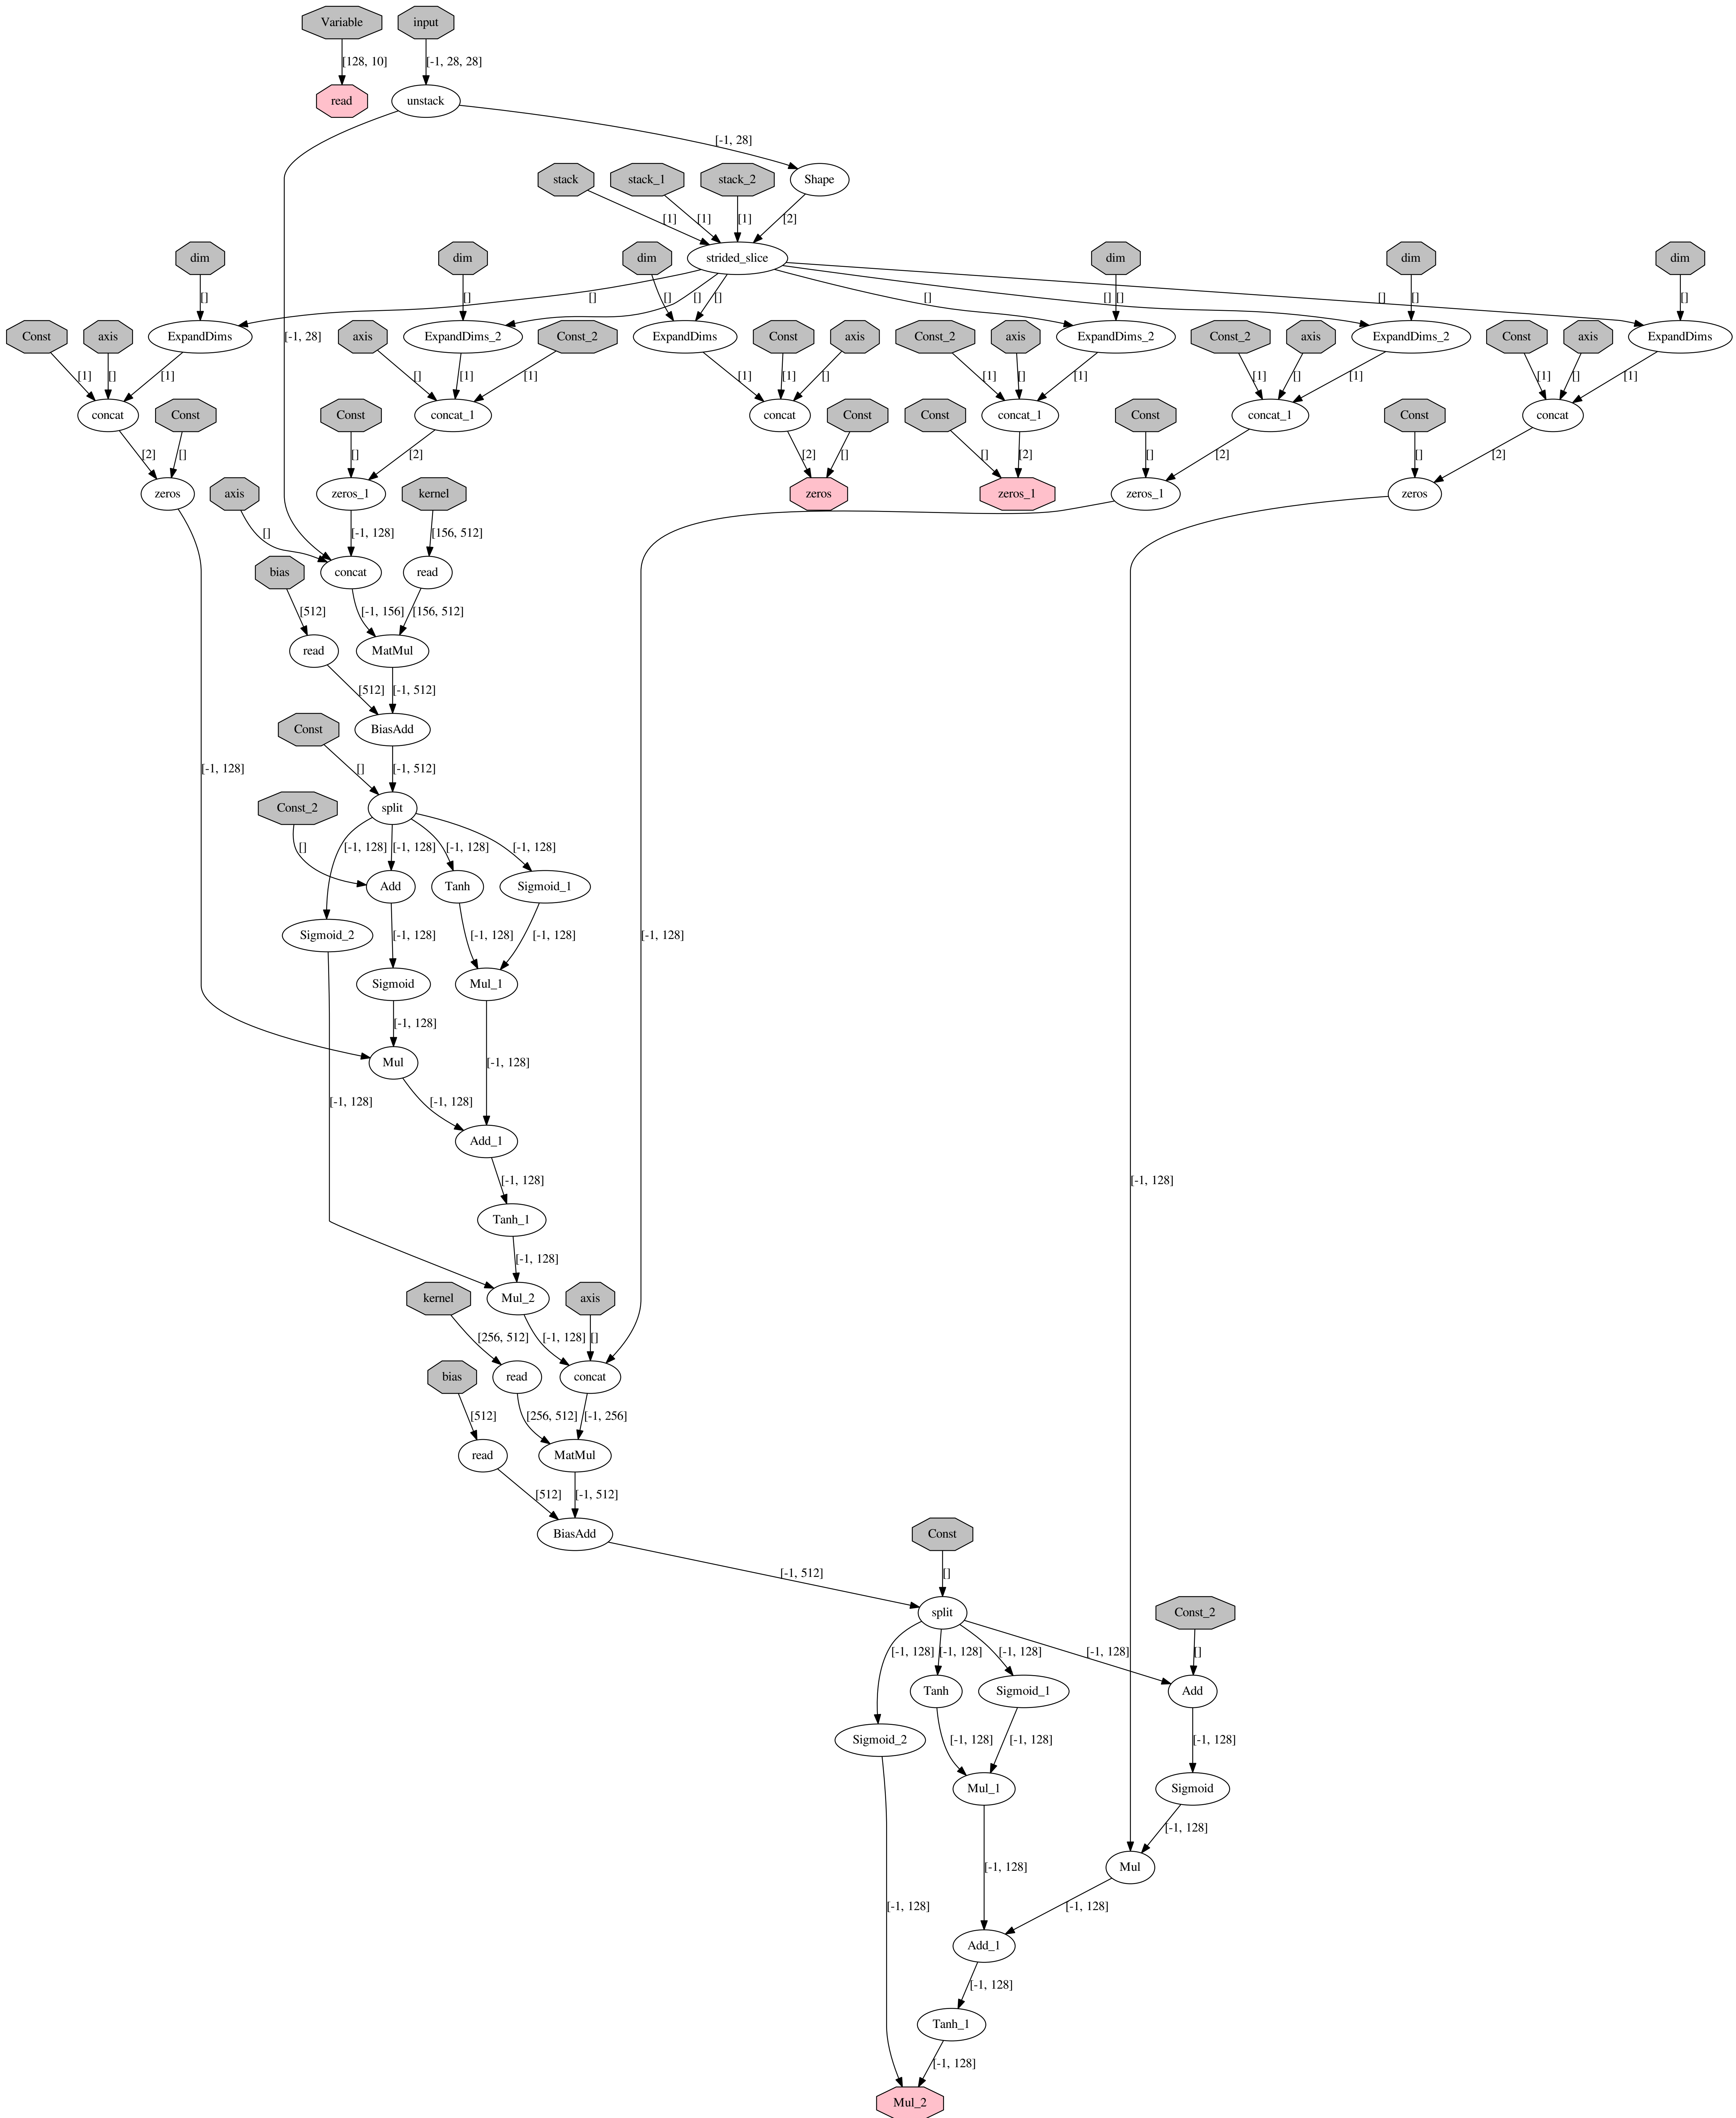 Variable input
[128, 10] [-1, 28, 28]
read unstack
[-1, 28]
stack stack_1 stack_2 Shape
[1] [1] [1] [2]
dim dim dim strided_slice dim dim dim
[] [] [] [] [] [] [] [] [] [] [] []
Const axis ExpandDims [-1, 28] axis ExpandDims_2 Const_2 ExpandDims Const axis Const_2 axis ExpandDims_2 Const_2 axis ExpandDims_2 Const axis ExpandDims
[1] [] [1] [] [1] [1] [1] [1] [] [1] [] [1] [1] [] [1] [1] [] [1]
concat Const Const concat_1 concat Const Const concat_1 Const concat_1 Const concat
[2] [] [] [2] [2] [] [] [2] [] [2] [] [2]
zeros axis zeros_1 kernel zeros zeros_1 zeros_1 zeros
[] [-1, 128] [156, 512]
bias concat read
[512] [-1, 156] [156, 512]
read MatMul
[512] [-1, 512]
Const BiasAdd
[-1, 128] [] [-1, 512]
Const_2 split
[] [-1, 128] [-1, 128] [-1, 128] [-1, 128]
Add Tanh Sigmoid_1
Sigmoid_2 [-1, 128] [-1, 128] [-1, 128] [-1, 128]
Sigmoid Mul_1
[-1, 128]
Mul [-1, 128]
[-1, 128] [-1, 128]
Add_1
[-1, 128] [-1, 128]
Tanh_1
[-1, 128]
kernel Mul_2 axis
[256, 512] [-1, 128] []
bias read concat
[512] [256, 512] [-1, 256]
read MatMul
[512] [-1, 512]
BiasAdd Const
[-1, 512] []
split Const_2
[-1, 128] [-1, 128] [-1, 128] [-1, 128] []
Tanh Sigmoid_1 Add
Sigmoid_2 [-1, 128] [-1, 128] [-1, 128]
Mul_1 Sigmoid
[-1, 128]
[-1, 128] Mul
[-1, 128] [-1, 128]
Add_1
[-1, 128]
Tanh_1
[-1, 128]
Mul_2